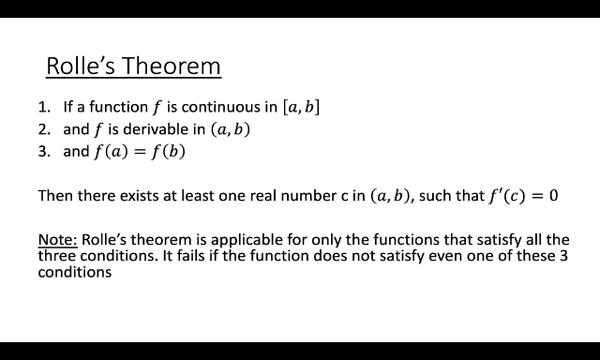 Rolle's Theorem
1. If a function f is continuous in [a, b]
2. and f is derivable in (a, b)
3. and f(a) = f(b)
Then there exists at least one real number c in (a, b), such that f′(c) = 0
Note: Rolle's theorem is applicable for only the functions that satisfy all the
three conditions. It fails if the function does not satisfy even one of these 3
conditions